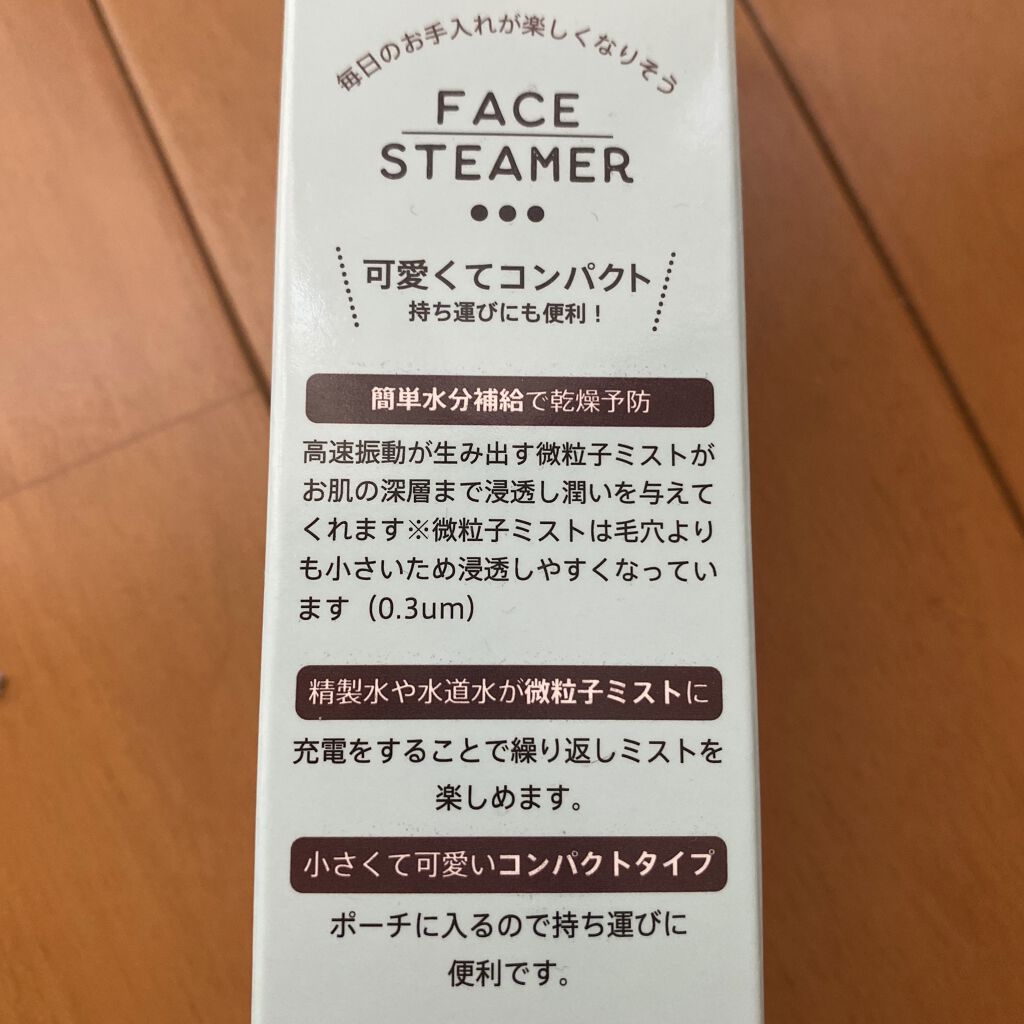 毎日のお手入れが楽しくなりそう
FACE
STEAMER
可愛くてコンパクト
持ち運びにも便利!
簡単水分補給で乾燥予防
高速振動が生み出す微粒子ミストが
お肌の深層まで浸透し潤いを与えて
くれます※微粒子ミストは毛穴より
も小さいため浸透しやすくなってい
ます（0.3um）
精製水や水道水が微粒子ミストに
充電をすることで繰り返しミストを
楽しめます。
小さくて可愛いコンパクトタイプ
ポーチに入るので持ち運びに
便利です。